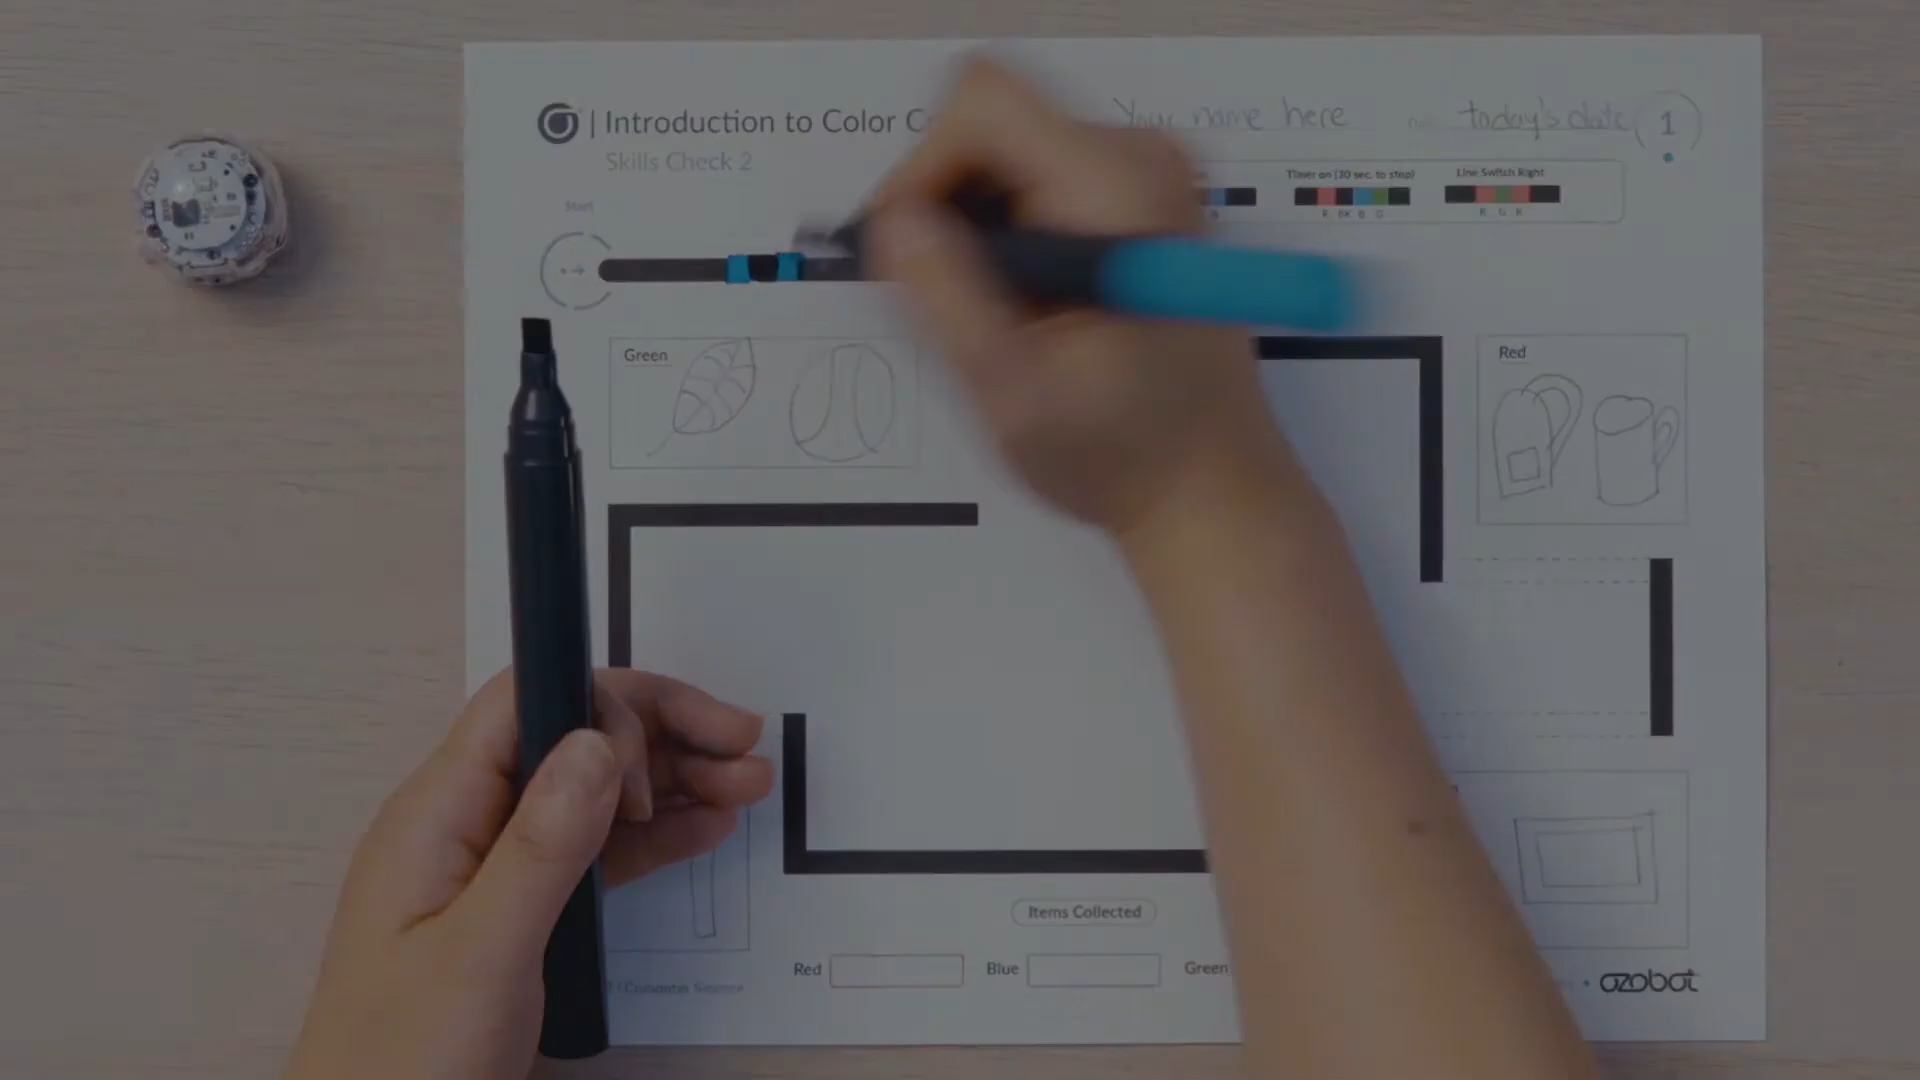 | Introduction to Color
Your name here
today's date
1
Skills Check 2
Timer on (30 sec. to stop)
Line Switch Right
R BK B G
R G R
Start
Green
Red
Items Collected
Red
Blue
Green
ozobot